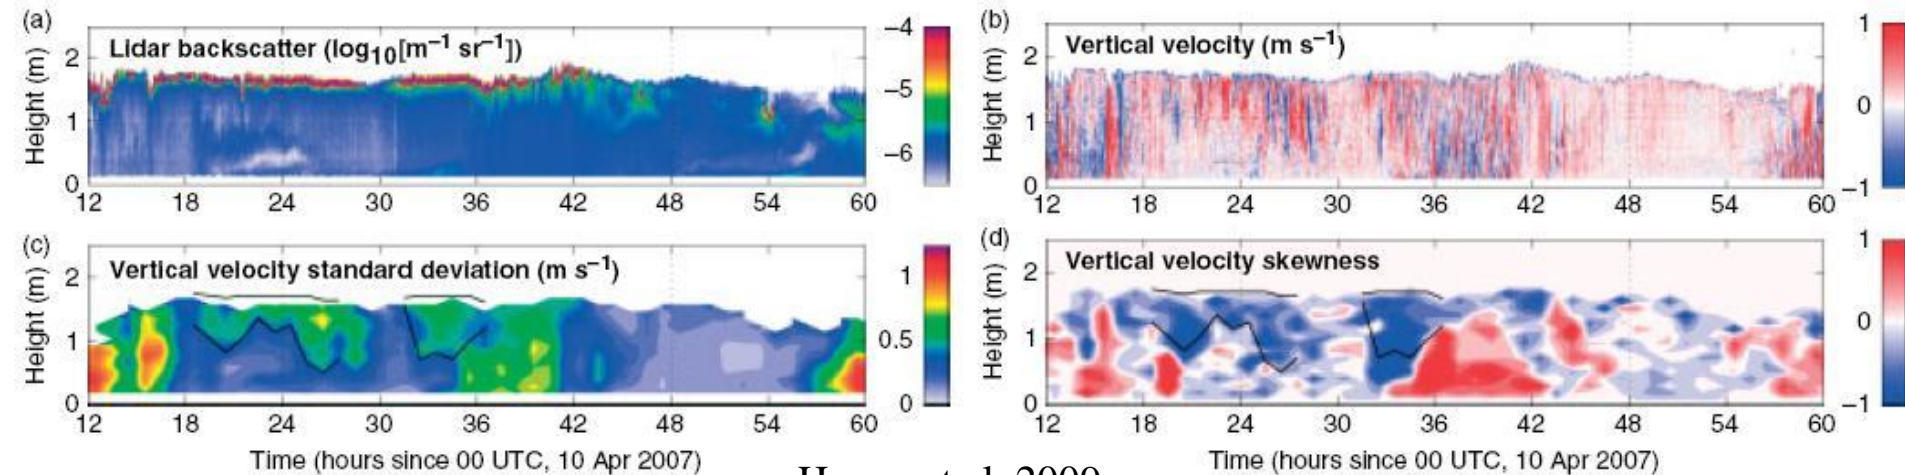 (a)
Lidar backscatter (log10[m−1 sr−1])
Height (m)
2
1
0
12 18 24 30 36 42 48 54 60
−4
−5
−6
(b)
Vertical velocity (m s−1)
Height (m)
2
1
0
12 18 24 30 36 42 48 54 60
1
0
−1
(c)
Vertical velocity standard deviation (m s−1)
Height (m)
2
1
0
12 18 24 30 36 42 48 54 60
Time (hours since 00 UTC, 10 Apr 2007)
1
0.5
0
(d)
Vertical velocity skewness
Height (m)
2
1
0
12 18 24 30 36 42 48 54 60
Time (hours since 00 UTC, 10 Apr 2007)
1
0
−1
2009